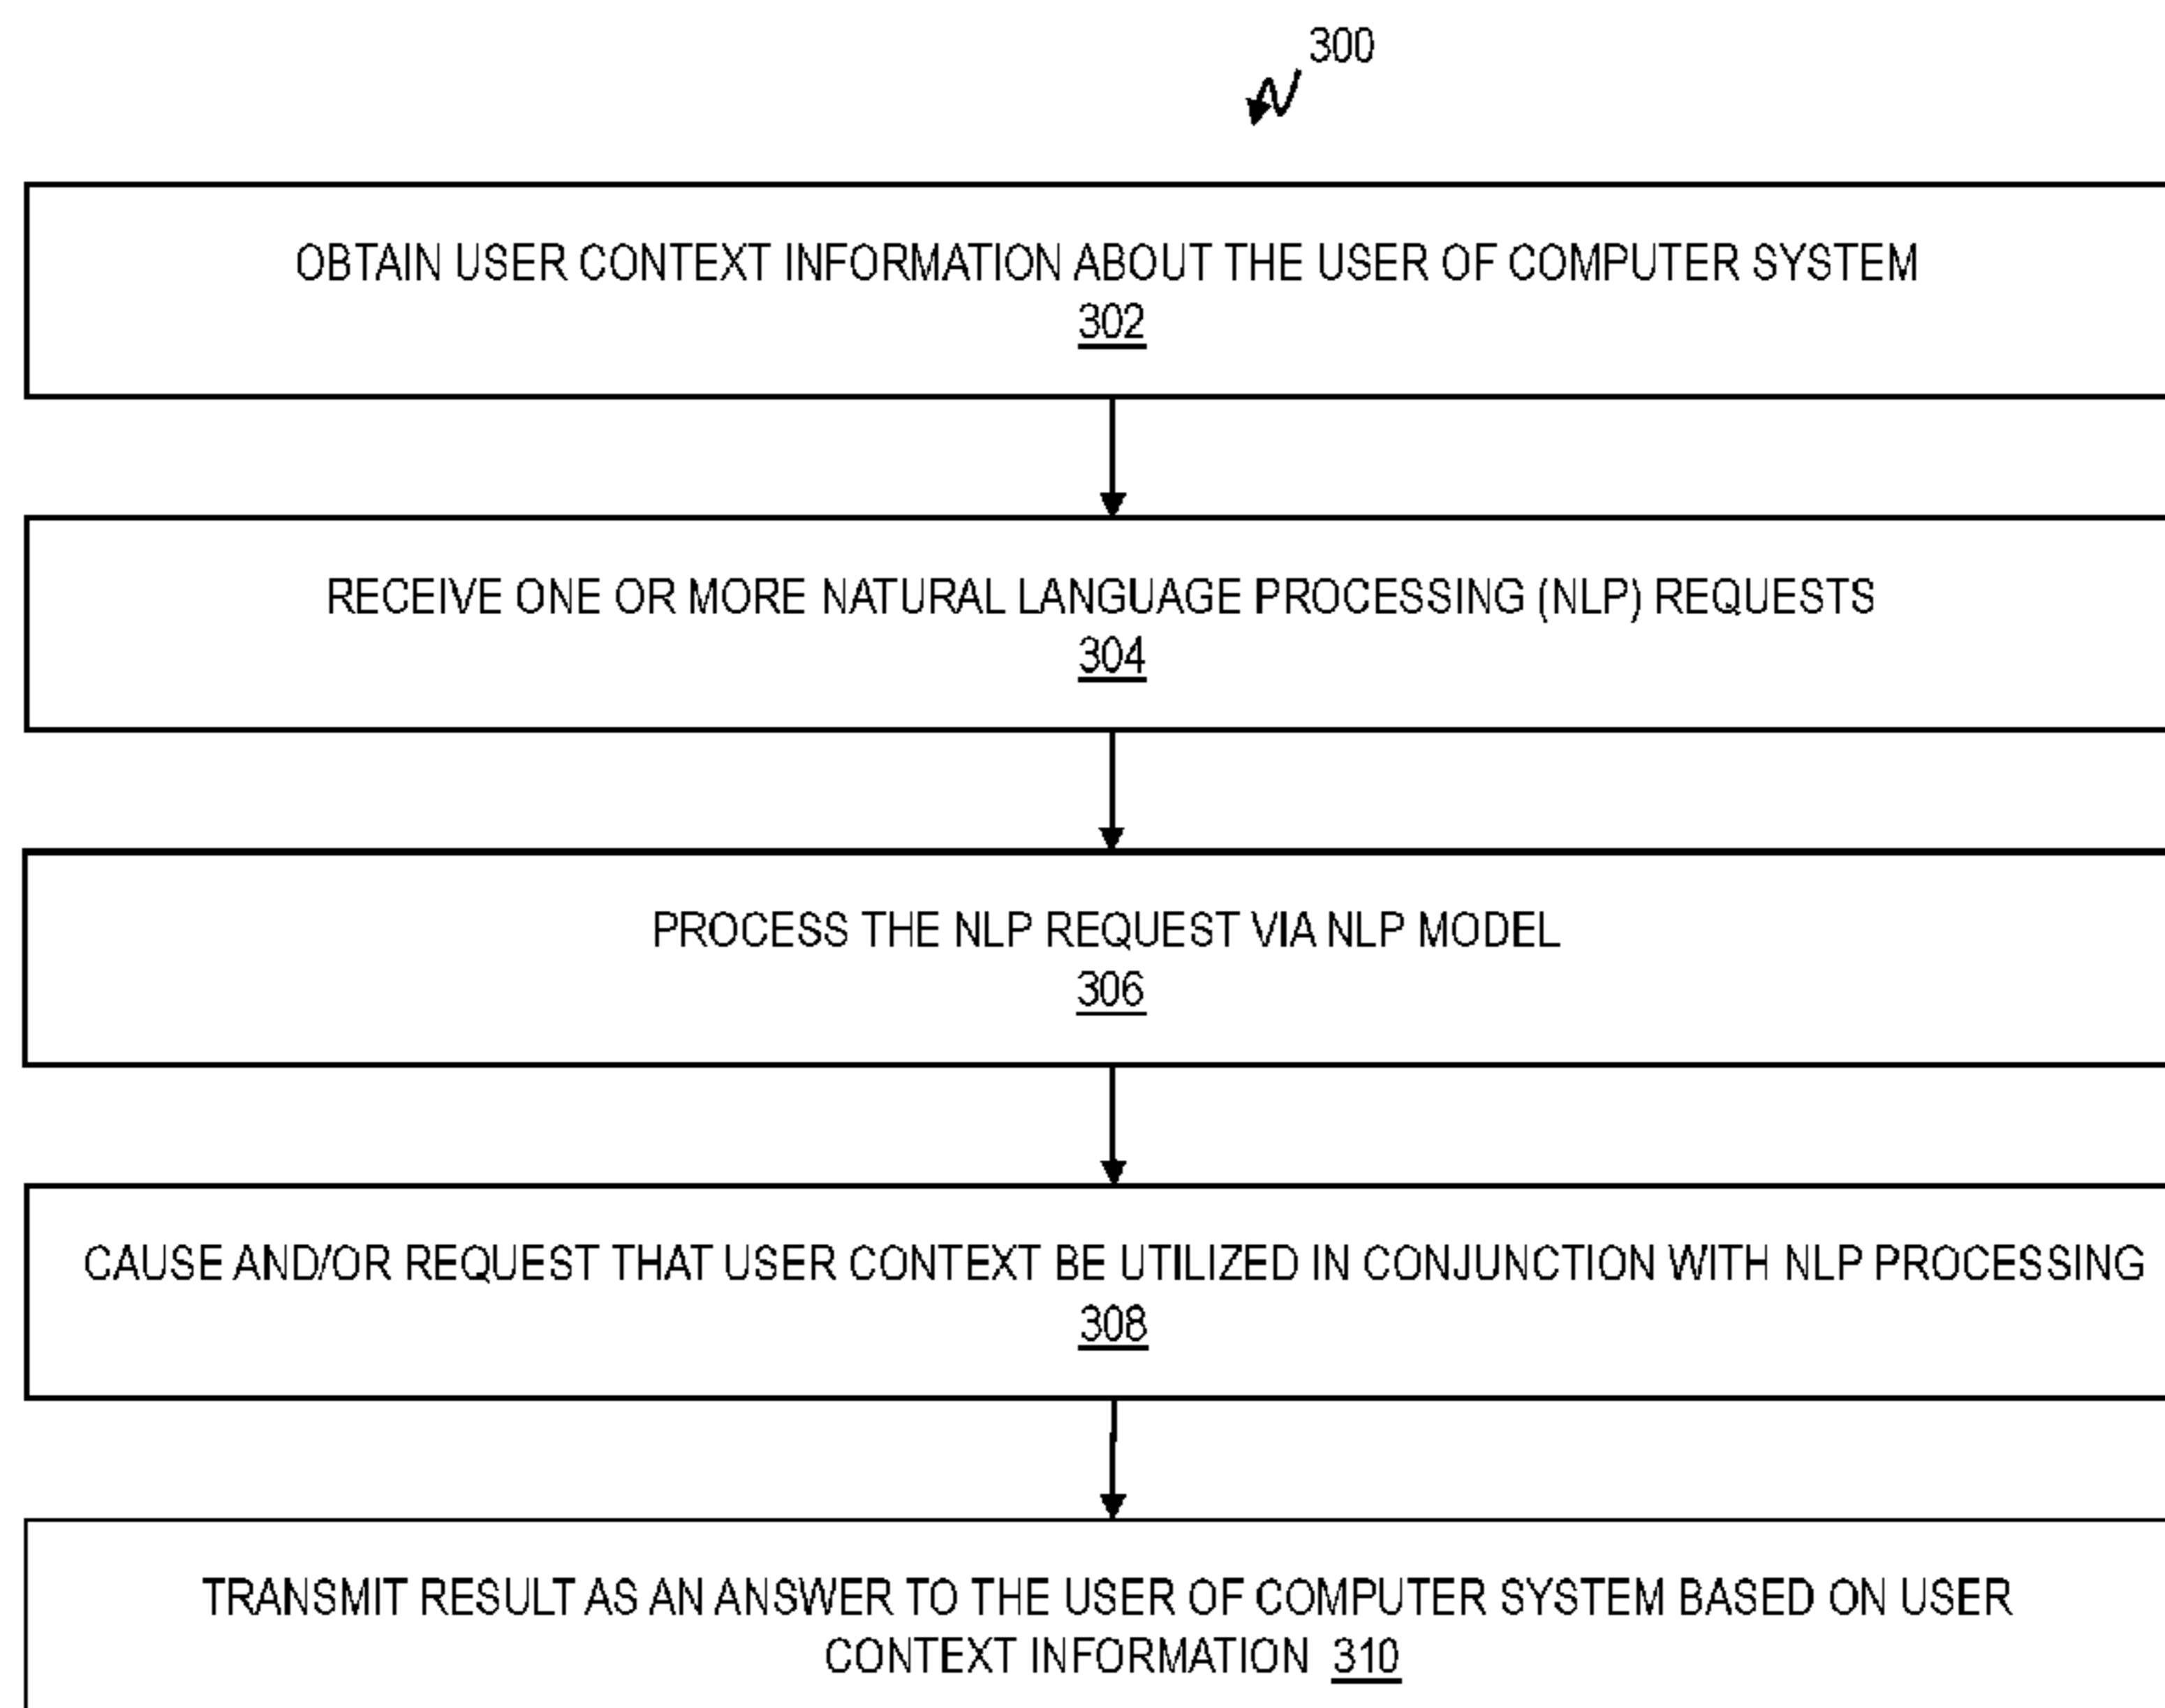 300
OBTAIN USER CONTEXT INFORMATION ABOUT THE USER OF COMPUTER SYSTEM
302
RECEIVE ONE OR MORE NATURAL LANGUAGE PROCESSING (NLP) REQUESTS
304
PROCESS THE NLP REQUEST VIA NLP MODEL
306
CAUSE AND/OR REQUEST THAT USER CONTEXT BE UTILIZED IN CONJUNCTION WITH NLP PROCESSING
308
TRANSMIT RESULT AS AN ANSWER TO THE USER OF COMPUTER SYSTEM BASED ON USER
CONTEXT INFORMATION 310